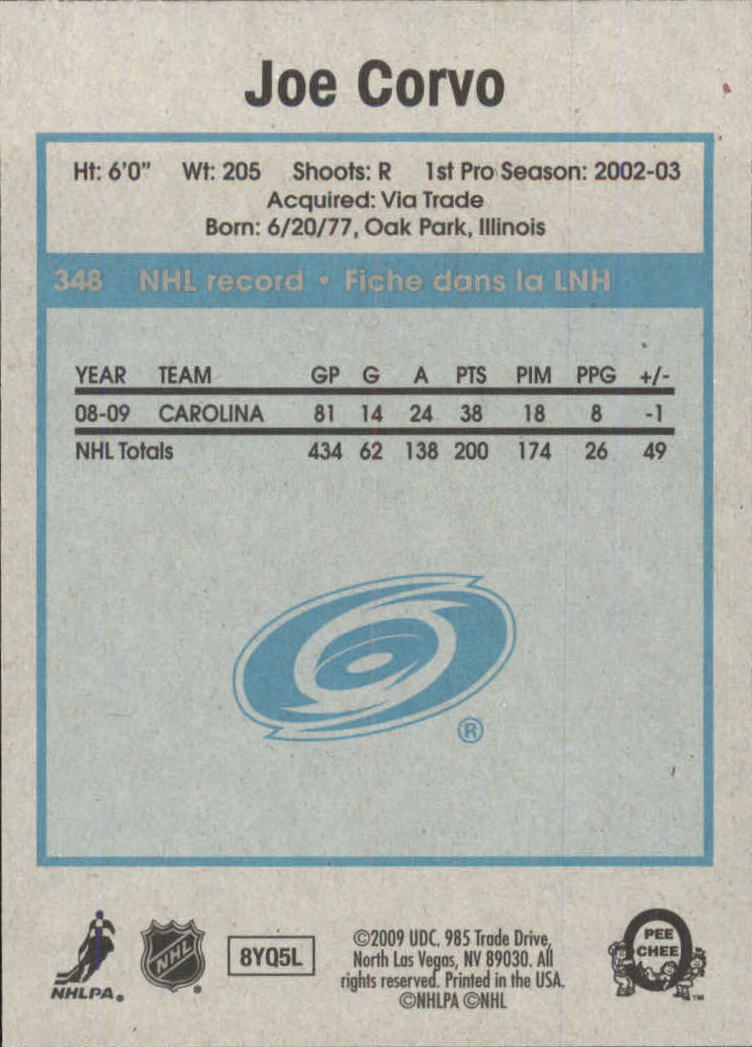 Joe Corvo
Ht: 6'0" Wt: 205 Shoots: R 1st Pro Season: 2002-03
Acquired: Via Trade
Born: 6/20/77, Oak Park, Illinois
348 NHL record • Fiche dans la LNH
YEAR TEAM GP G A PTS PIM PPG +/-
08-09 CAROLINA 81 14 24 38 18 8 -1
NHL Totals 434 62 138 200 174 26 49
®
NHLPA®
NHL®
8YQ5L
©2009 UDC. 985 Trade Drive,
North Las Vegas, NV 89030. All
rights reserved. Printed in the USA.
©NHLPA ©NHL
PEE
CHEE
™